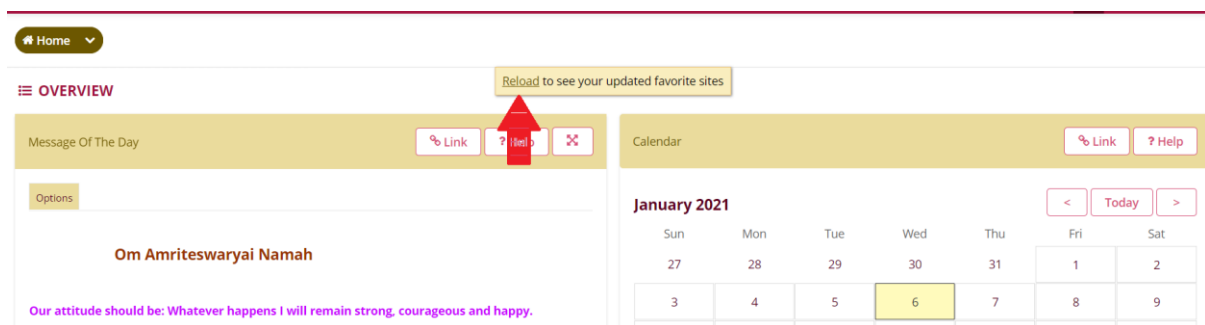 Home
Reload to see your updated favorite sites
OVERVIEW
Message Of The Day
Link
?
Calendar
Link
? Help
Options
Om Amriteswaryai Namah
Our attitude should be: Whatever happens I will remain strong, courageous and happy.
January 2021
<
Today
>
Sun Mon Tue Wed Thu Fri Sat
27 28 29 30 31 1 2
3 4 5 6 7 8 9